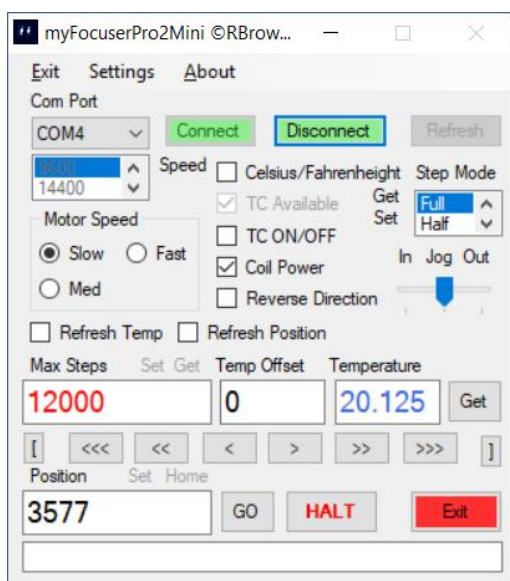 myFocuserPro2Mini ©RBrow...
Exit Settings About
Com Port
COM4 Connect Disconnect Refresh
9600
14400
Speed
Celsius/Fahrenheight
Step Mode
TC Available
Get
Set
Full
Half
Motor Speed
TC ON/OFF
Slow Fast
Coil Power
In Jog Out
Med
Reverse Direction
Refresh Temp Refresh Position
Max Steps Set Get Temp Offset Temperature
12000 0 20.125 Get
[ <<< << < > >> >>> ]
Position Set Home
3577 GO HALT Exit